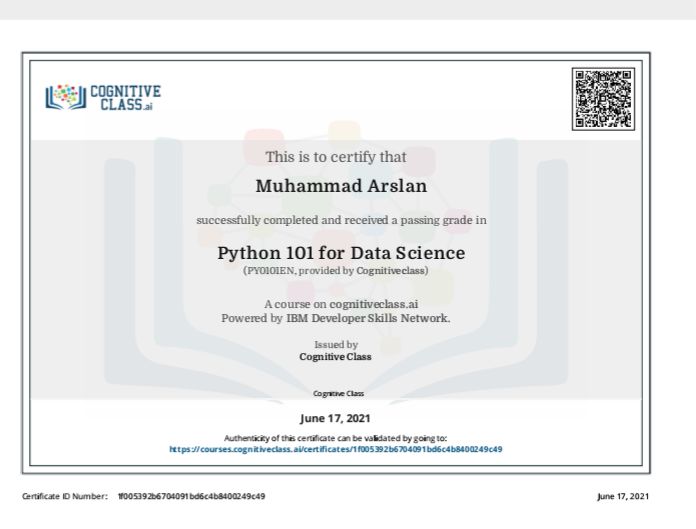 COGNITIVE
CLASS.ai
This is to certify that
Muhammad Arslan
successfully completed and received a passing grade in
Python 101 for Data Science
(PY0101EN, provided by Cognitiveclass)
A course on cognitiveclass.ai
Powered by IBM Developer Skills Network.
Issued by
Cognitive Class
Cognitive Class
June 17, 2021
Authenticity of this certificate can be validated by going to:
https://courses.cognitiveclass.ai/certificates/1f005392b6704091bd6c4b8400249c49
Certificate ID Number: 1f005392b6704091bd6c4b8400249c49
June 17, 2021